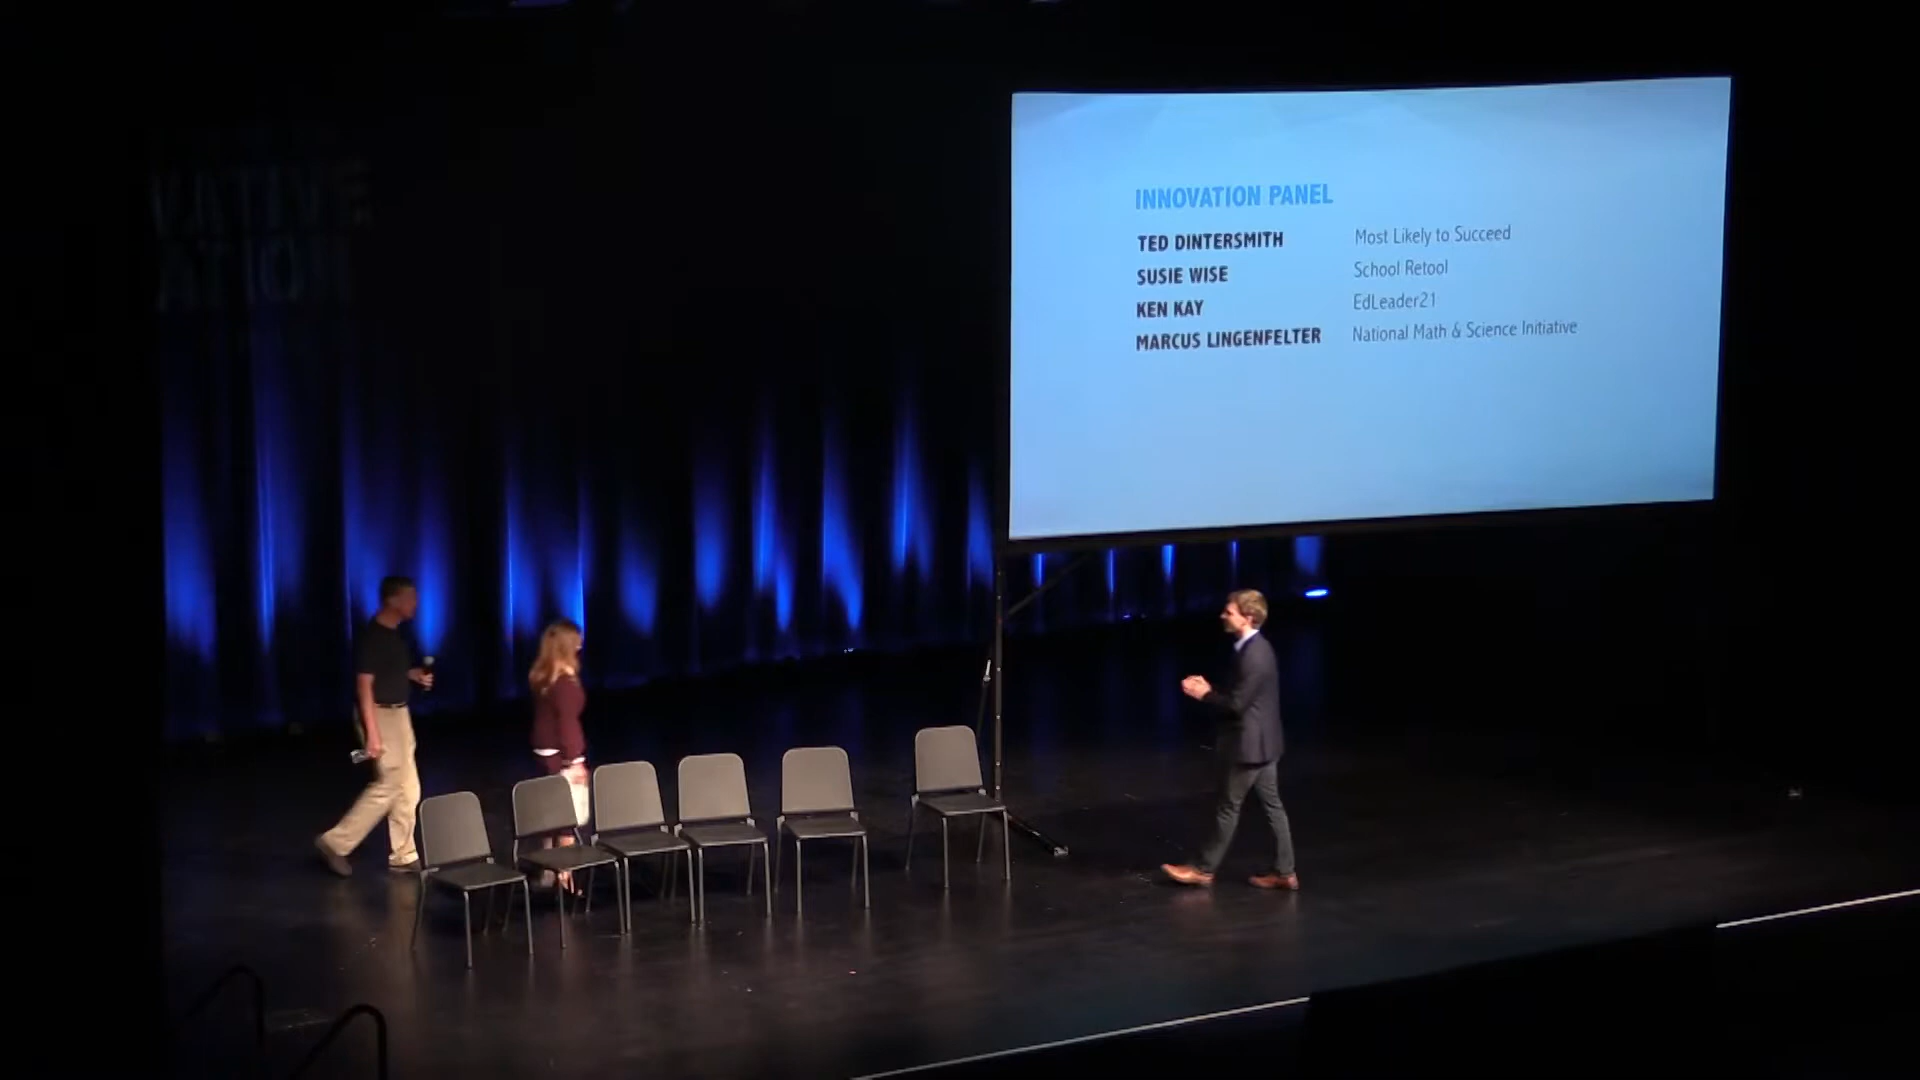 INNOVATION PANEL
TED DINTERSMITH Most Likely to Succeed
SUSIE WISE School Retool
KEN KAY EdLeader21
MARCUS LINGENFELTER National Math & Science Initiative